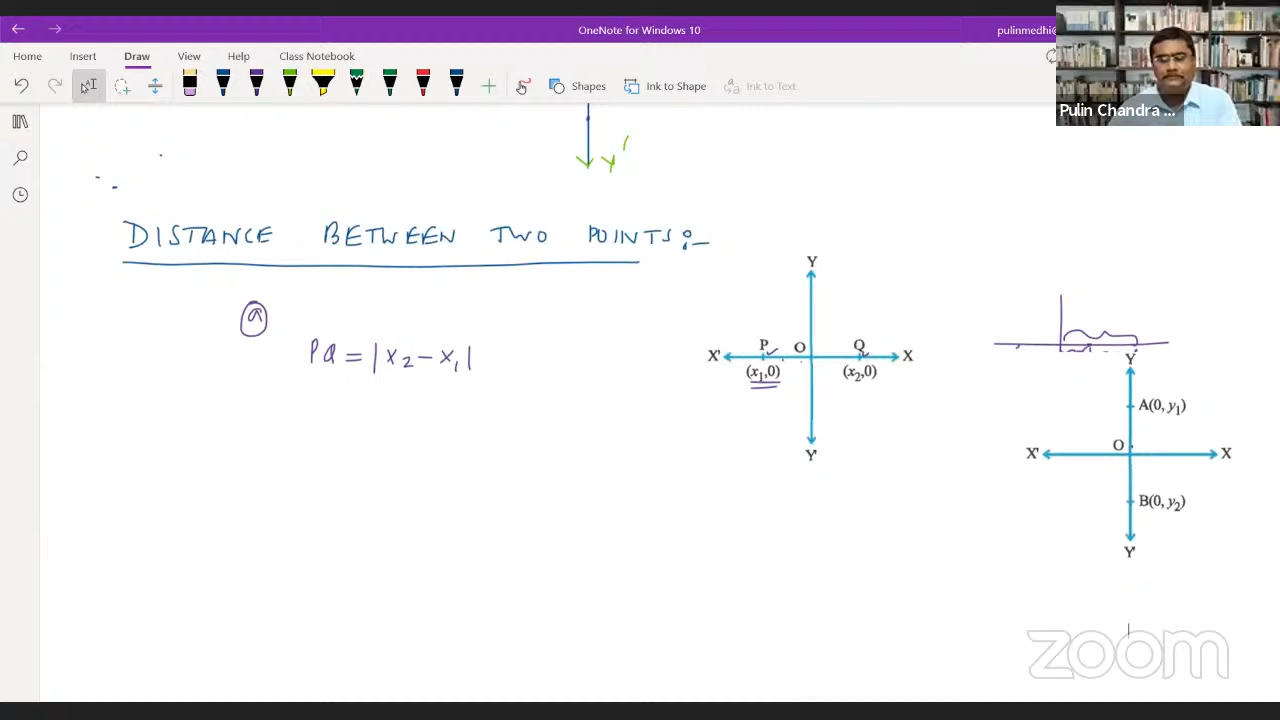 OneNote for Windows 10
pulinmedhi@
Home Insert Draw View Help Class Notebook
Shapes Ink to Shape Ink to Text
Pulin Chandra ...
Y'
DISTANCE BETWEEN TWO POINTS :-
a
PQ = |x₂ - x₁|
Y
X' P O Q X
(x₁,0) (x₂,0)
Y'
Y
A(0, y₁)
O
X' X
B(0, y₂)
Y'
zoom